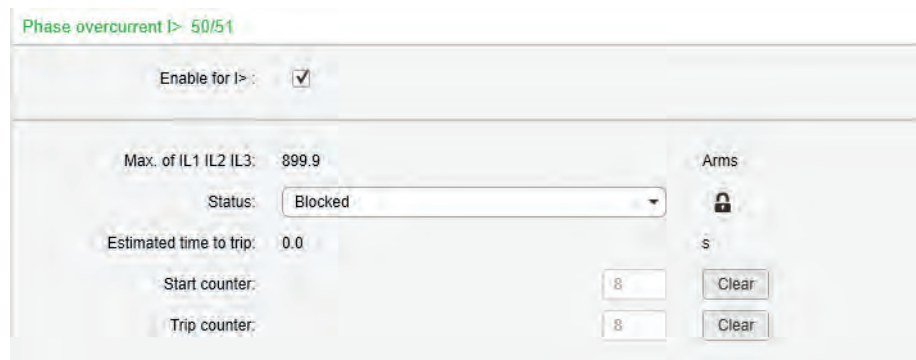 Phase overcurrent I> 50/51
Enable for I> :
Max. of IL1 IL2 IL3: 899.9 Arms
Status: Blocked
Estimated time to trip: 0.0 s
Start counter: 8 Clear
Trip counter: 8 Clear